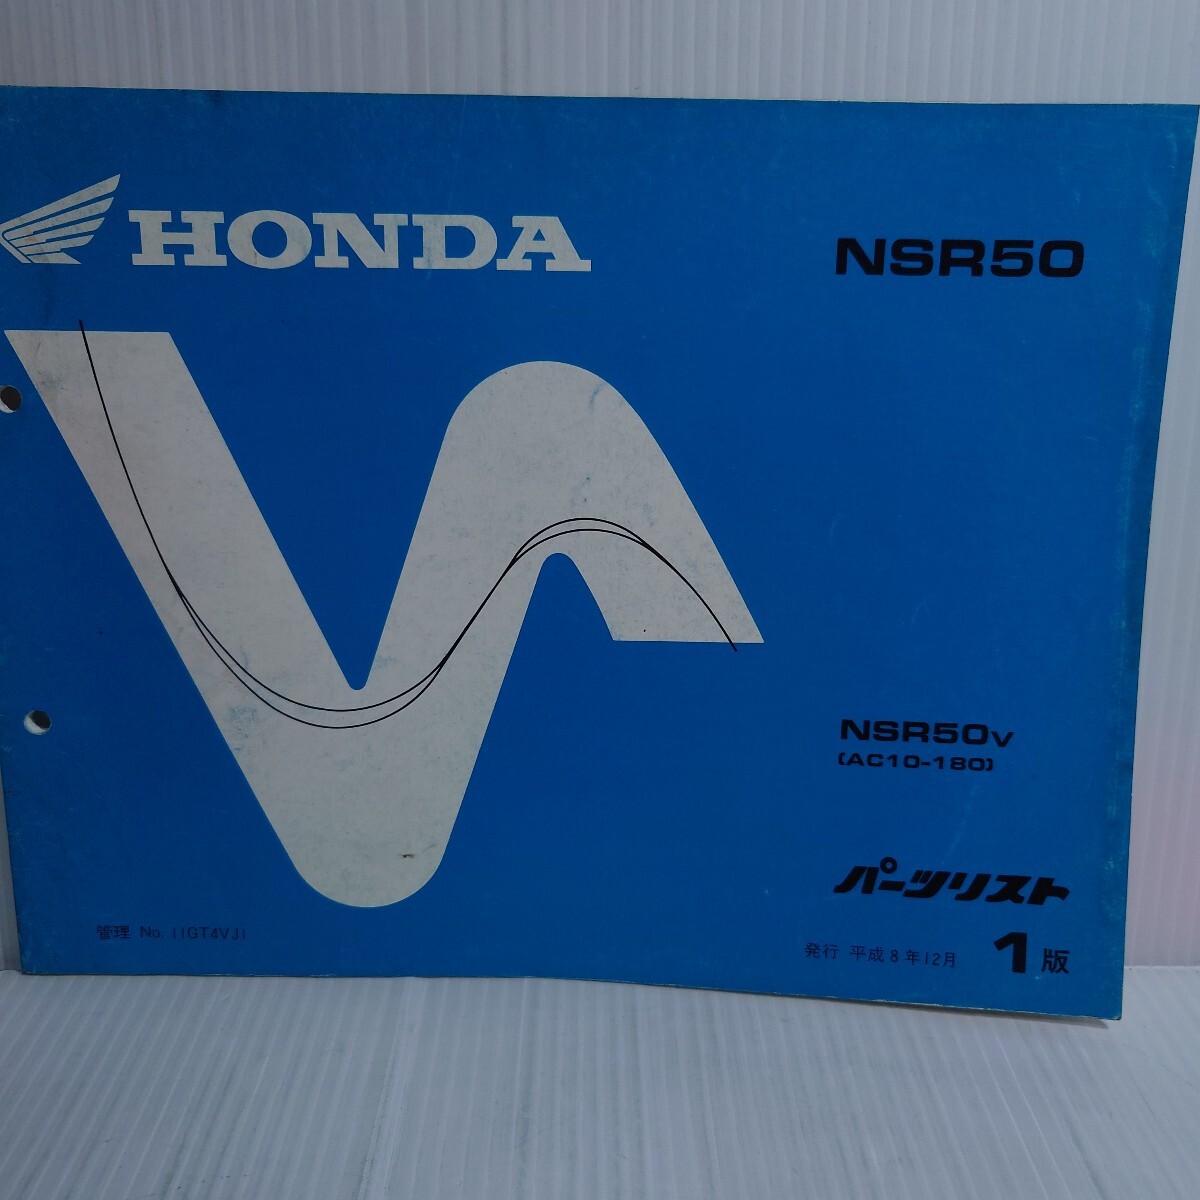 HONDA
NSR50
NSR50V
(AC10-180)
パーツリスト
管理 No. 11GT4VJ1
発行 平成8年12月 1版